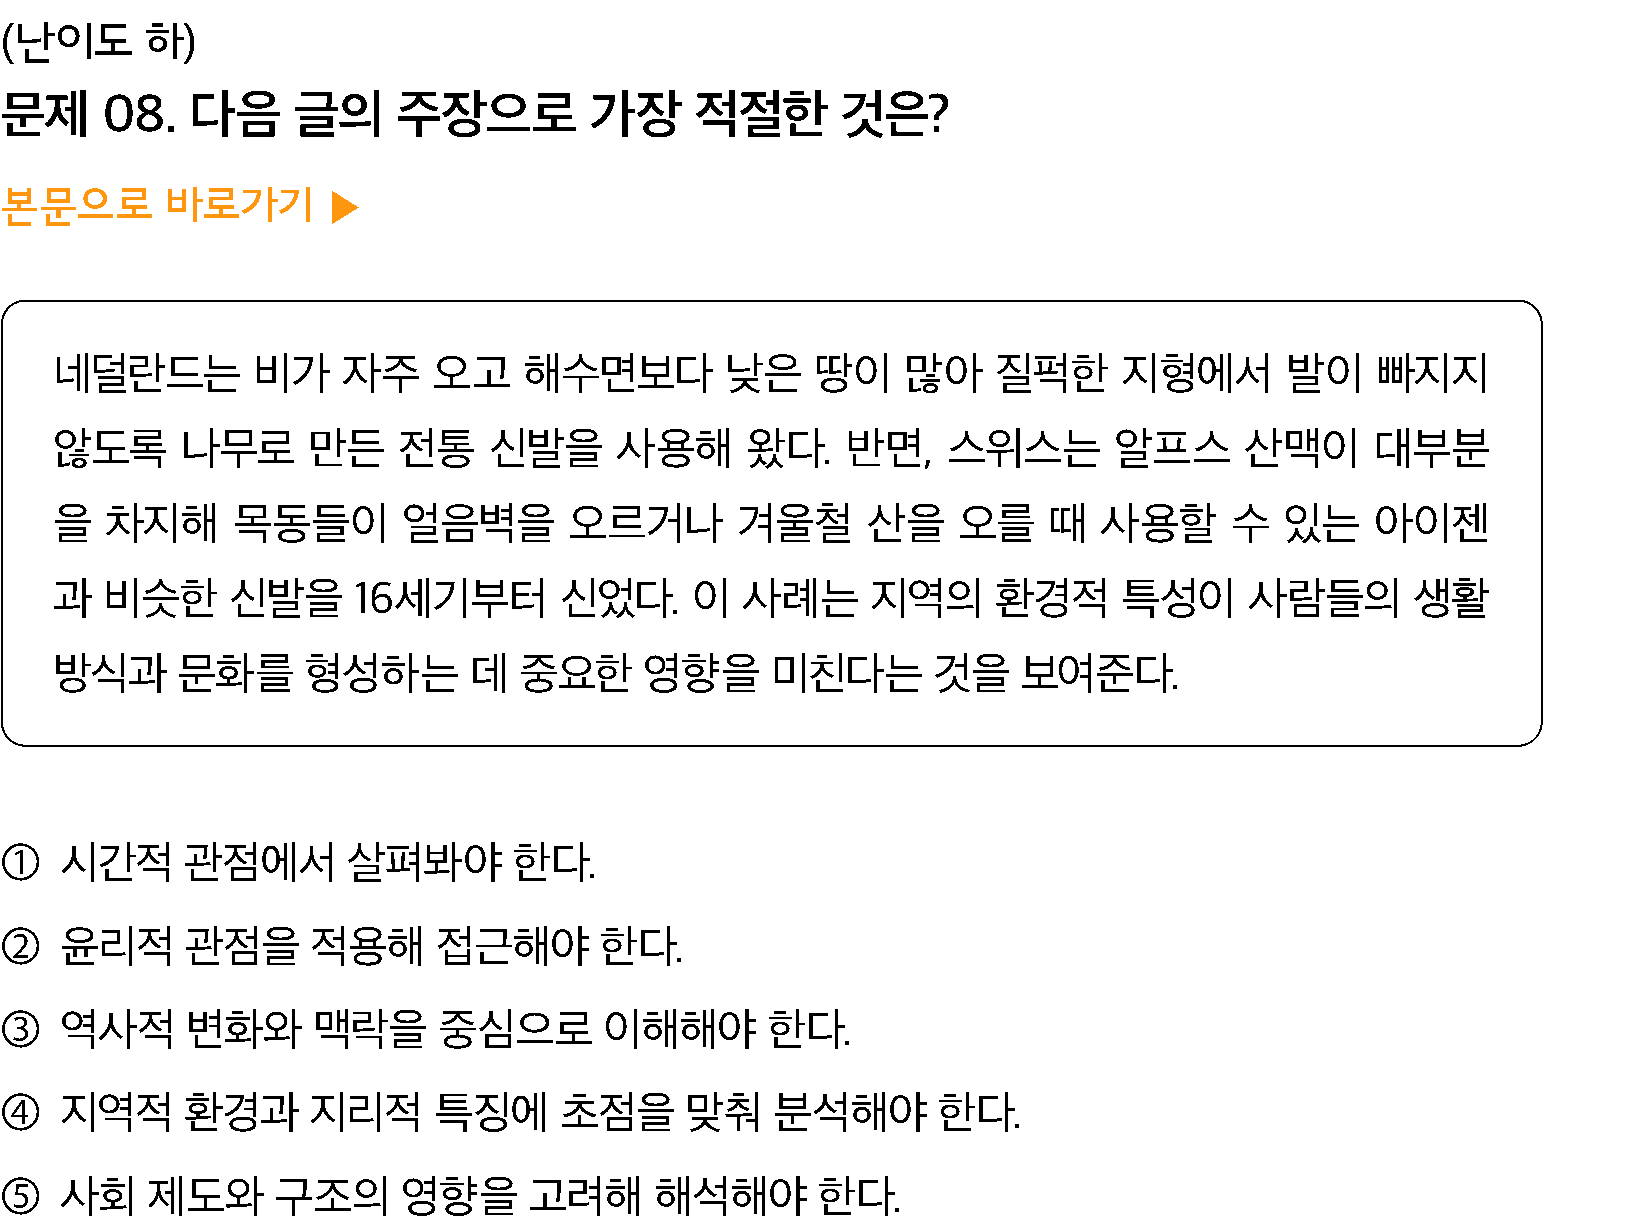 (난이도 하)
문제 08. 다음 글의 주장으로 가장 적절한 것은?
본문으로 바로가기 ▶
네덜란드는 비가 자주 오고 해수면보다 낮은 땅이 많아 질퍽한 지형에서 발이 빠지지
않도록 나무로 만든 전통 신발을 사용해 왔다. 반면, 스위스는 알프스 산맥이 대부분
을 차지해 목동들이 얼음벽을 오르거나 겨울철 산을 오를 때 사용할 수 있는 아이젠
과 비슷한 신발을 16세기부터 신었다. 이 사례는 지역의 환경적 특성이 사람들의 생활
방식과 문화를 형성하는 데 중요한 영향을 미친다는 것을 보여준다.
① 시간적 관점에서 살펴봐야 한다.
② 윤리적 관점을 적용해 접근해야 한다.
③ 역사적 변화와 맥락을 중심으로 이해해야 한다.
④ 지역적 환경과 지리적 특징에 초점을 맞춰 분석해야 한다.
⑤ 사회 제도와 구조의 영향을 고려해 해석해야 한다.